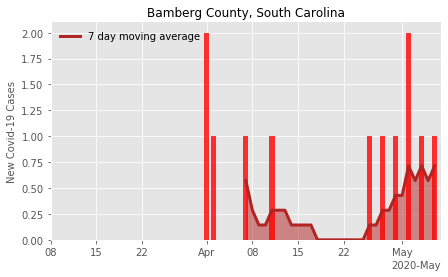 Bamberg County, South Carolina
7 day moving average
New Covid-19 Cases
2.00
1.75
1.50
1.25
1.00
0.75
0.50
0.25
0.00
08 15 22 Apr 08 15 22 May
2020-May